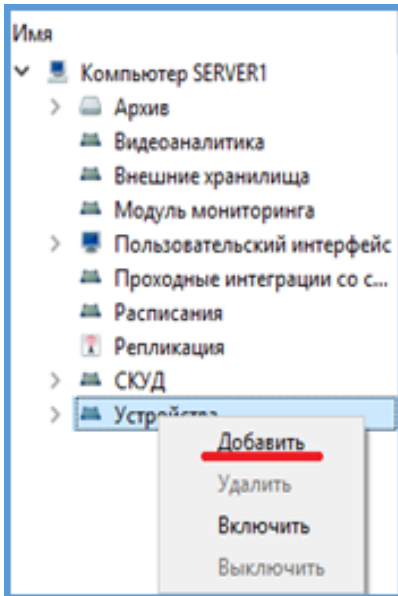 Имя
Компьютер SERVER1
Архив
Видеоаналитика
Внешние хранилища
Модуль мониторинга
Пользовательский интерфейс
Проходные интеграции со с...
Расписания
Репликация
СКУД
Устройства
Добавить
Удалить
Включить
Выключить